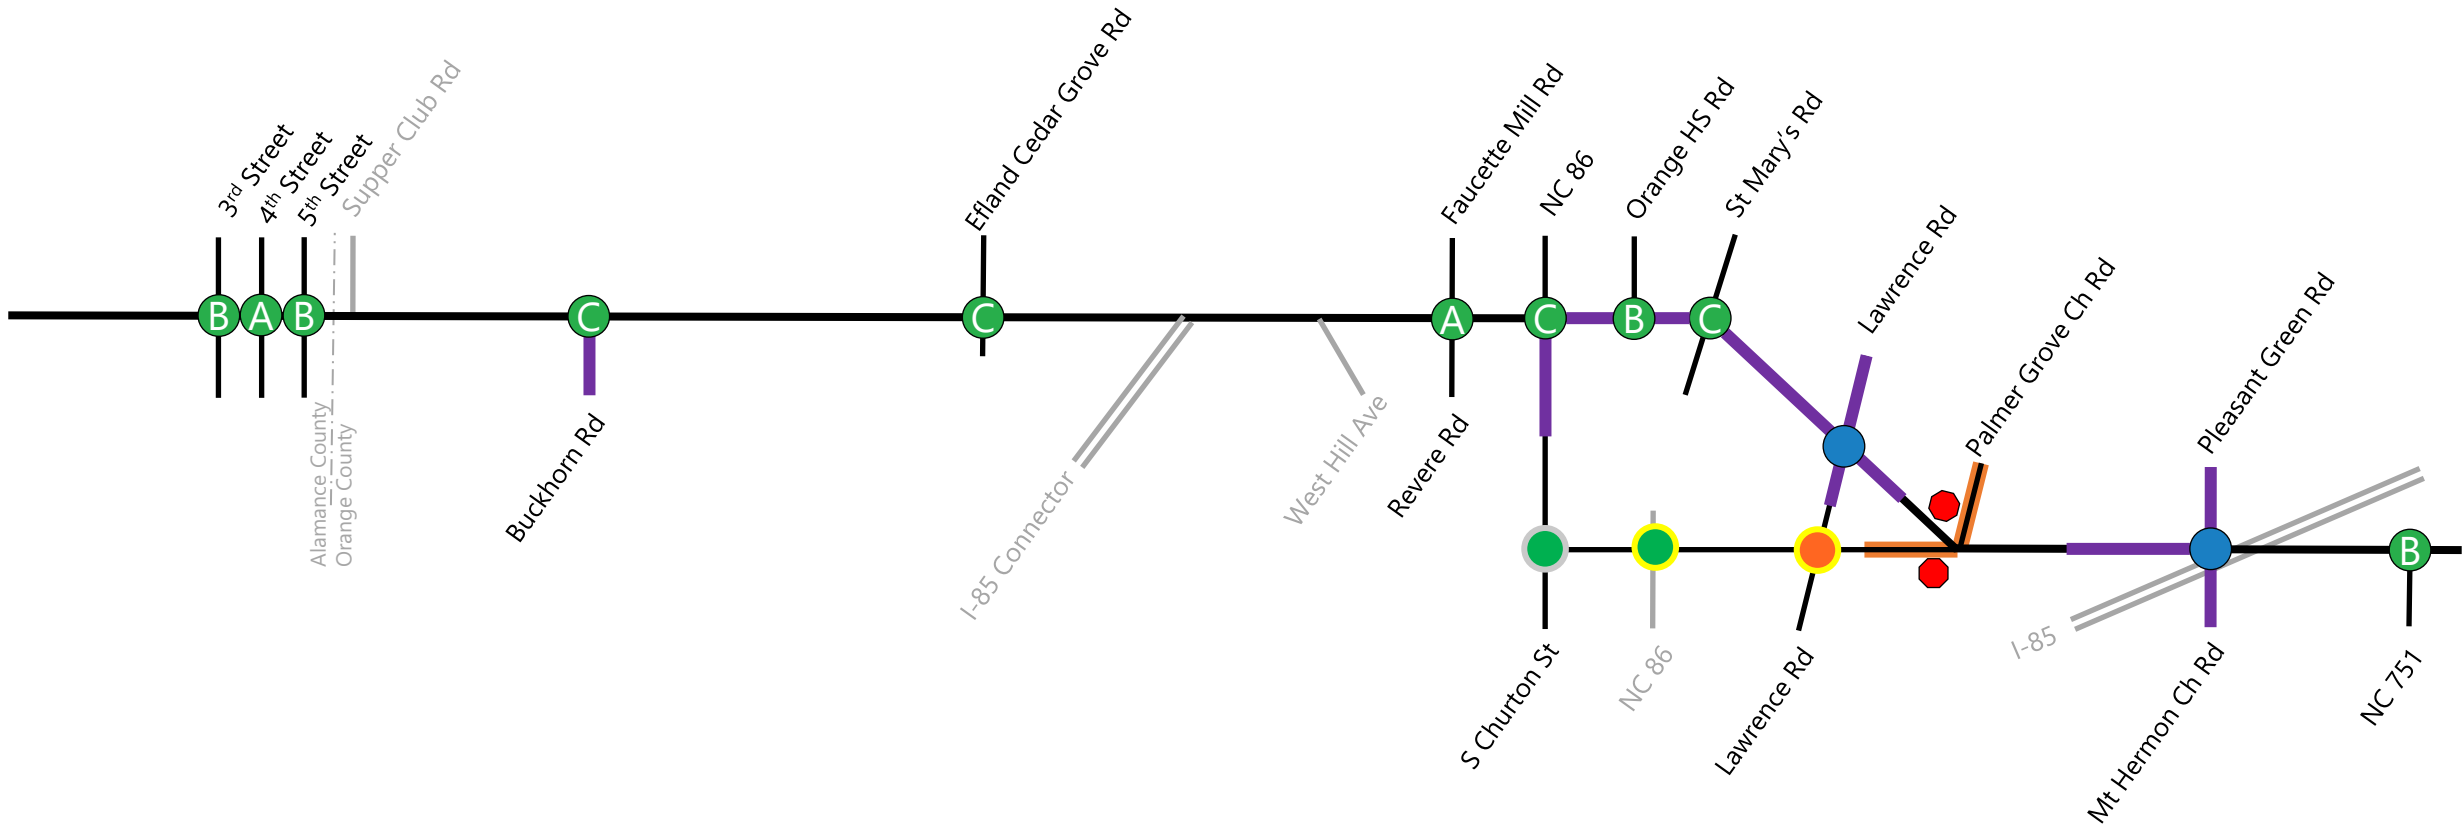 3rd Street
4th Street
5th Street
Supper Club Rd
Efland Cedar Grove Rd
Faucette Mill Rd
NC 86
Orange HS Rd
St Mary's Rd
Lawrence Rd
Palmer Grove Ch Rd
Pleasant Green Rd
B
A
B
C
C
A
C
B
C
B
Alamance County
Orange County
Buckhorn Rd
I-85 Connector
West Hill Ave
Revere Rd
S Churton St
NC 86
Lawrence Rd
I-85
Mt Hermon Ch Rd
NC 751